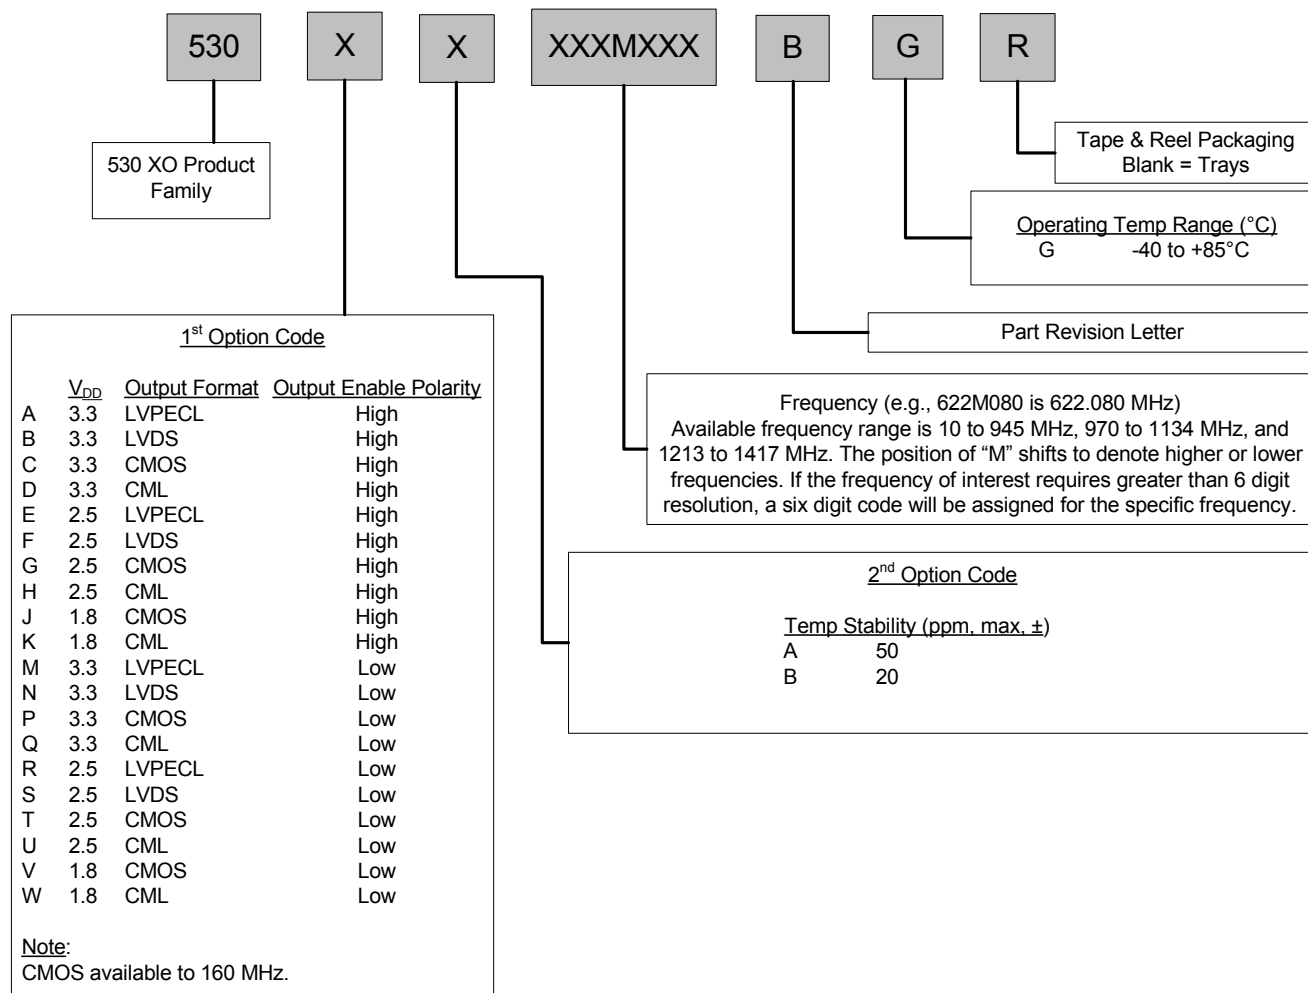 530 X X XXXMXXX B G R
530 XO Product
Family
Tape & Reel Packaging
Blank = Trays
Operating Temp Range (°C)
G -40 to +85°C
Part Revision Letter
Frequency (e.g., 622M080 is 622.080 MHz)
Available frequency range is 10 to 945 MHz, 970 to 1134 MHz, and
1213 to 1417 MHz. The position of “M” shifts to denote higher or lower
frequencies. If the frequency of interest requires greater than 6 digit
resolution, a six digit code will be assigned for the specific frequency.
2nd Option Code
Temp Stability (ppm, max, ±)
A 50
B 20
1st Option Code
VDD Output Format Output Enable Polarity
A 3.3 LVPECL High
B 3.3 LVDS High
C 3.3 CMOS High
D 3.3 CML High
E 2.5 LVPECL High
F 2.5 LVDS High
G 2.5 CMOS High
H 2.5 CML High
J 1.8 CMOS High
K 1.8 CML High
M 3.3 LVPECL Low
N 3.3 LVDS Low
P 3.3 CMOS Low
Q 3.3 CML Low
R 2.5 LVPECL Low
S 2.5 LVDS Low
T 2.5 CMOS Low
U 2.5 CML Low
V 1.8 CMOS Low
W 1.8 CML Low
Note:
CMOS available to 160 MHz.